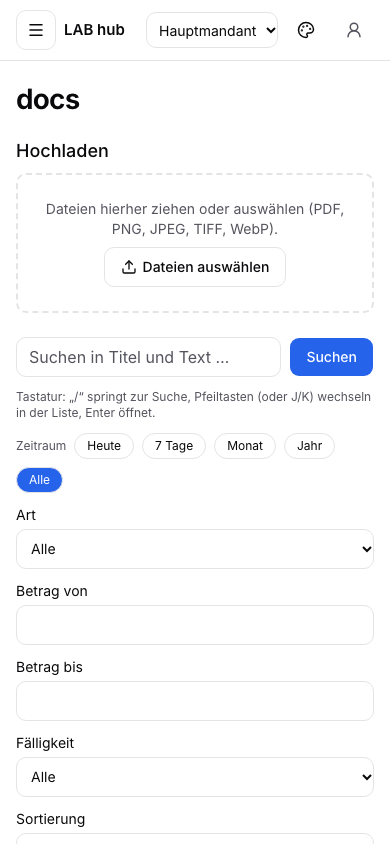 LAB hub
Hauptmandant
docs
Hochladen
Dateien hierher ziehen oder auswählen (PDF,
PNG, JPEG, TIFF, WebP).
Dateien auswählen
Suchen in Titel und Text …
Suchen
Tastatur: „/“ springt zur Suche, Pfeiltasten (oder J/K) wechseln
in der Liste, Enter öffnet.
Zeitraum Heute 7 Tage Monat Jahr
Alle
Art
Alle
Betrag von
Betrag bis
Fälligkeit
Alle
Sortierung